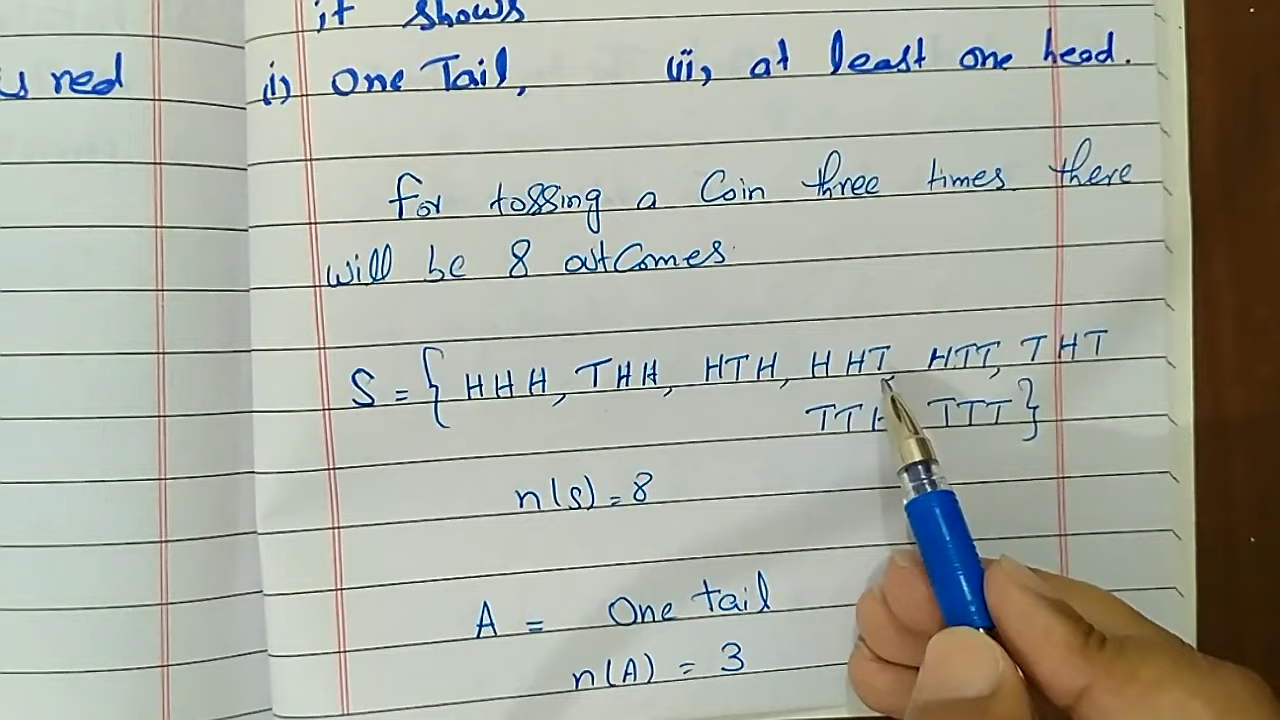 it shows
is red
i) One Tail, ii, at least one head.
for tossing a Coin three times there
will be 8 outComes.
S = { HHH, THH, HTH, HHT, HTT, THT
TTH TTT}
n(s) = 8
A = One tail
n(A) = 3